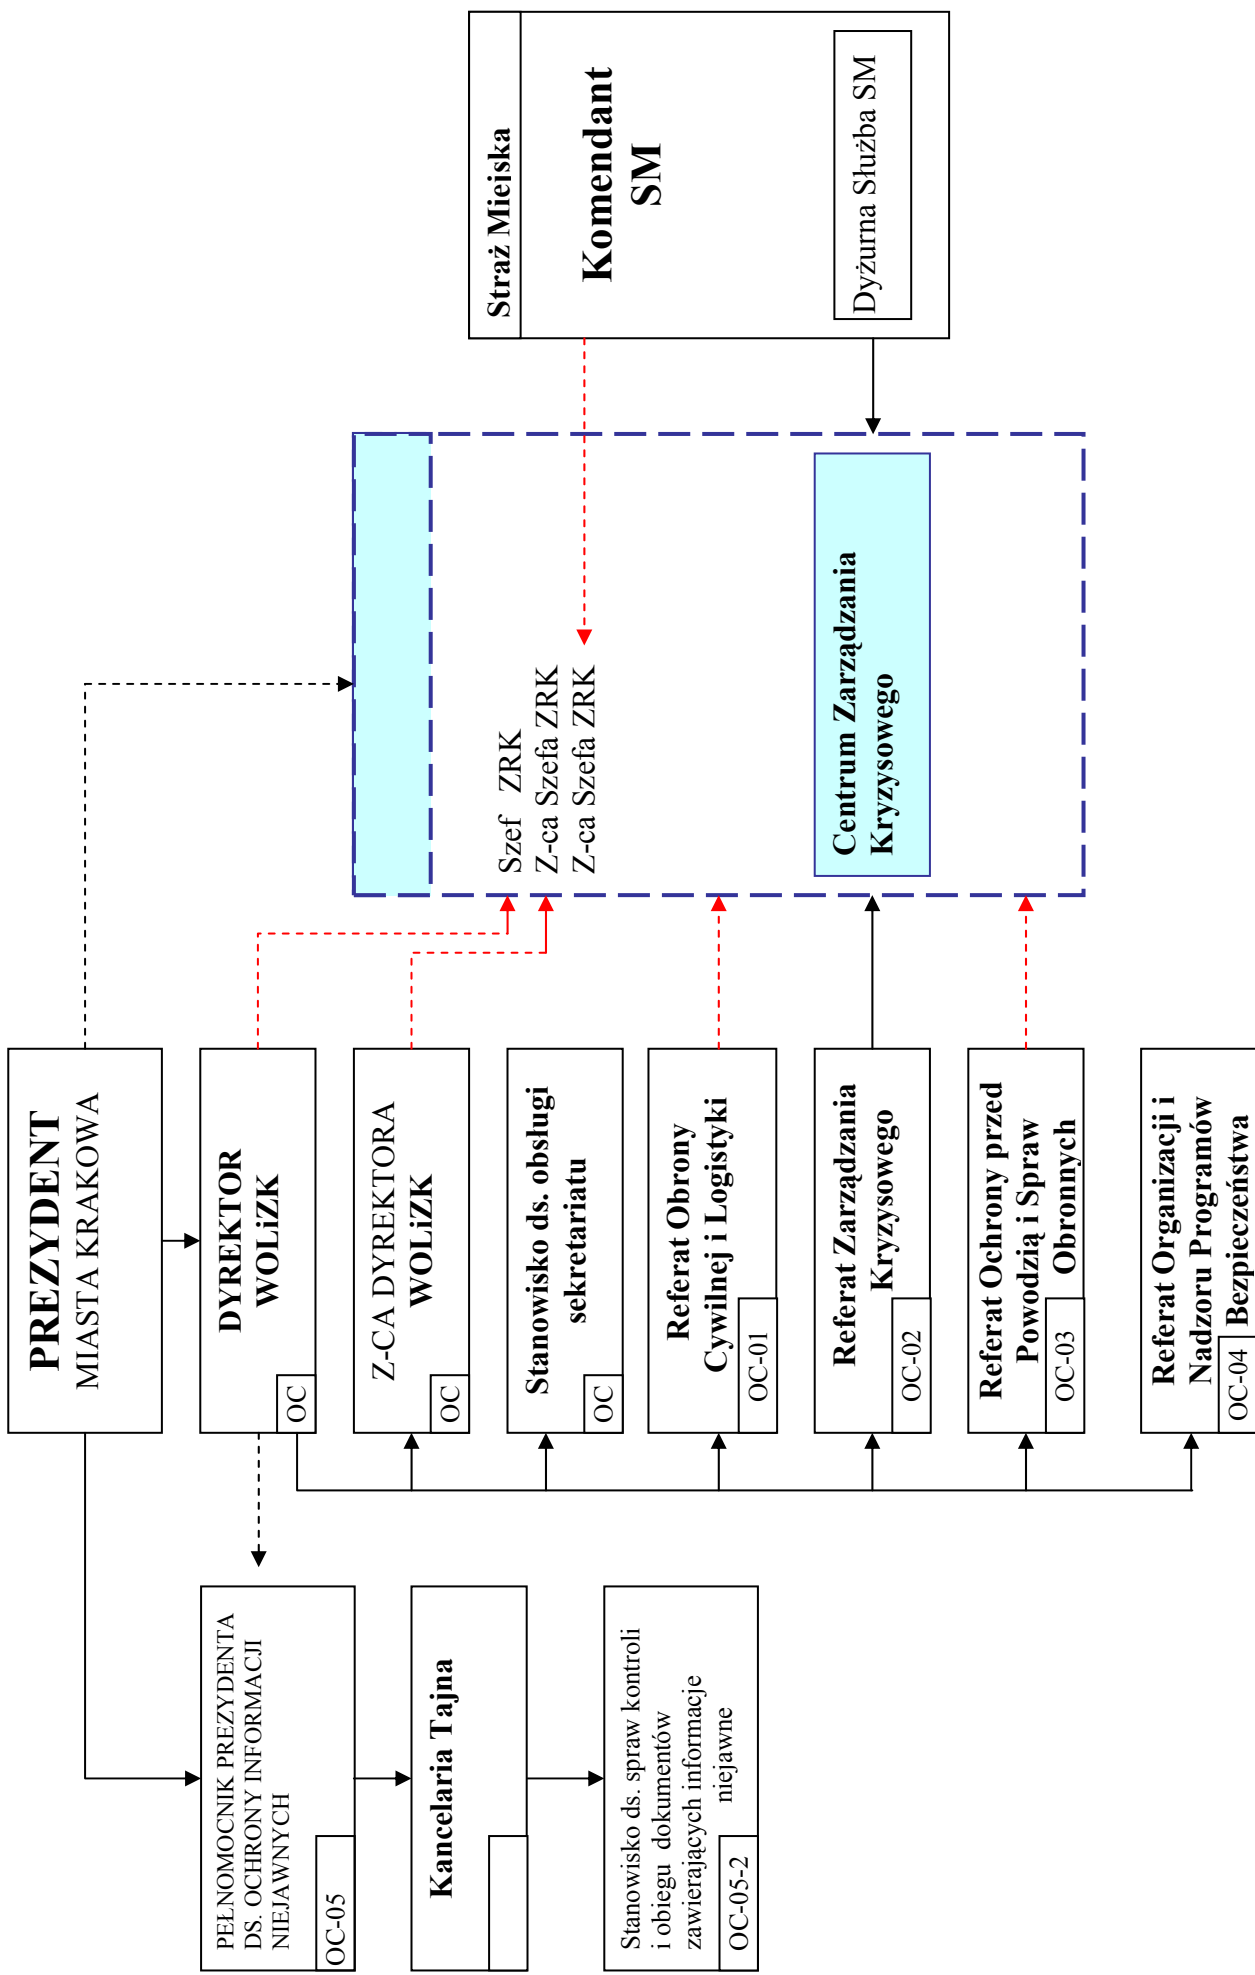 PREZYDENT
MIASTA KRAKOWA
DYREKTOR
WOLiZK
OC
Z-CA DYREKTORA
WOLiZK
OC
Stanowisko ds. obsługi
sekretariatu
OC
Referat Obrony
Cywilnej i Logistyki
OC-01
Referat Zarządzania
Kryzysowego
OC-02
Referat Ochrony przed
Powodzią i Spraw
Obronnych
OC-03
Referat Organizacji i
Nadzoru Programów
Bezpieczeństwa
OC-04
PEŁNOMOCNIK PREZYDENTA
DS. OCHRONY INFORMACJI
NIEJAWNYCH
OC-05
Kancelaria Tajna
Stanowisko ds. spraw kontroli
i obiegu dokumentów
zawierających informacje
niejawne
OC-05-2
Szef ZRK
Z-ca Szefa ZRK
Z-ca Szefa ZRK
Centrum Zarządzania
Kryzysowego
Straż Miejska
Komendant
SM
Dyżurna Służba SM